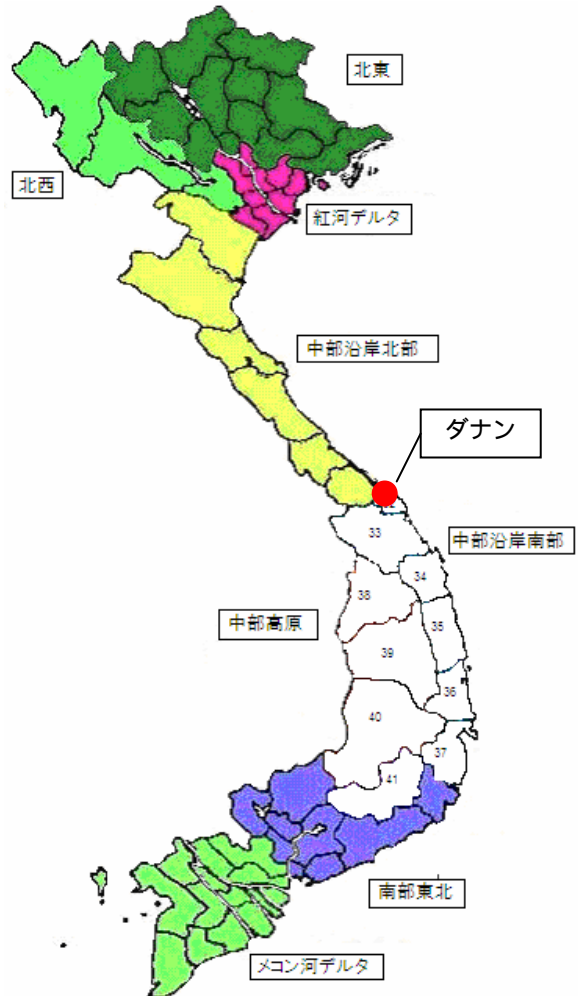 北東
北西
紅河デルタ
中部沿岸北部
ダナン
33
中部沿岸南部
34
38
中部高原
35
39
36
40
37
41
南部東北
メコン河デルタ